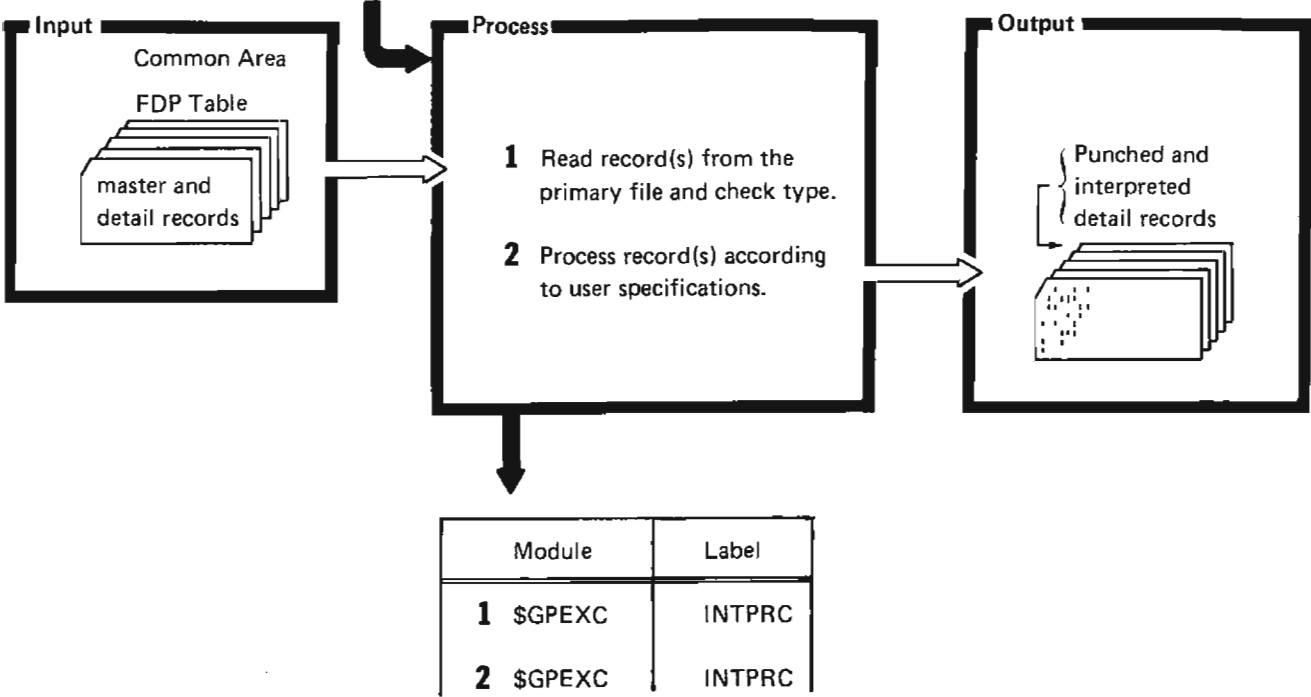 Input
Common Area
FDP Table
master and
detail records
Process
1 Read record(s) from the
primary file and check type.
2 Process record(s) according
to user specifications.
Output
Punched and
interpreted
detail records
Module Label
1 $GPEXC INTPRC
2 $GPEXC INTPRC